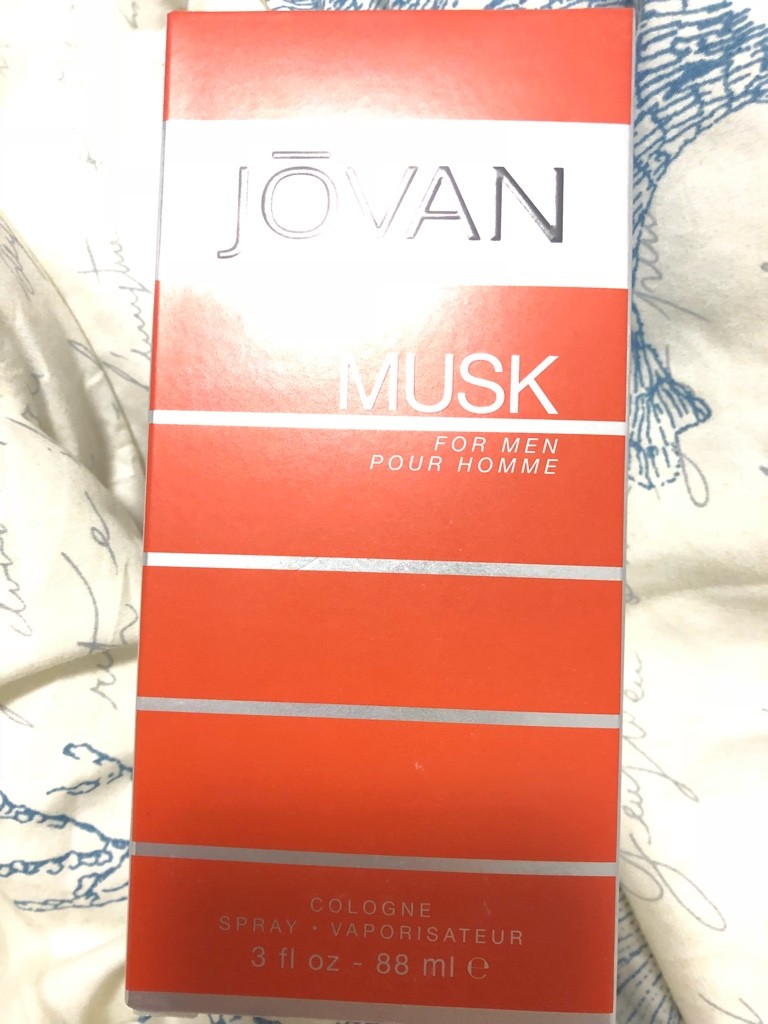 JŌVAN
MUSK
FOR MEN
POUR HOMME
COLOGNE
SPRAY · VAPORISATEUR
3 fl oz - 88 ml ℮